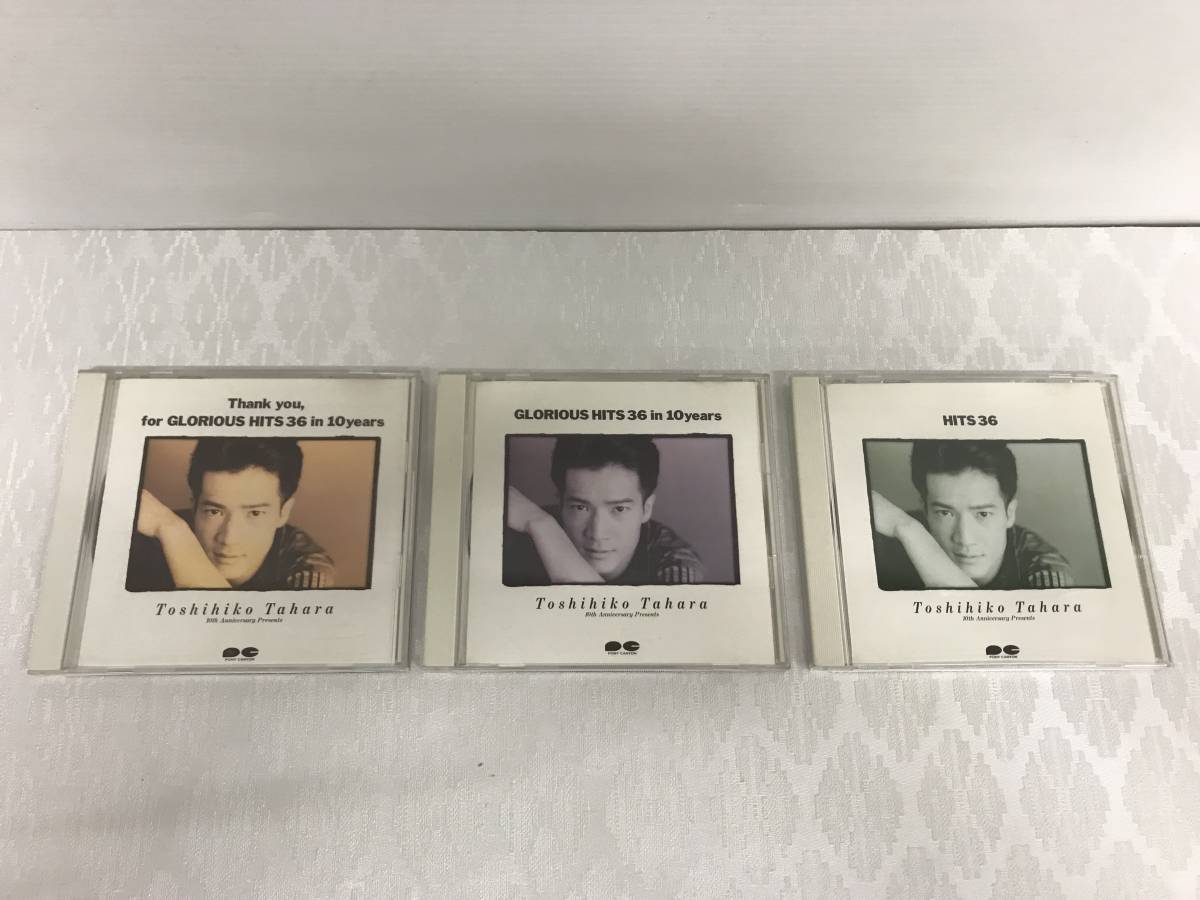 Thank you,
for GLORIOUS HITS 36 in 10years
Toshihiko Tahara
10th Anniversary Presents
PONY CANYON
GLORIOUS HITS 36 in 10years
Toshihiko Tahara
10th Anniversary Presents
PONY CANYON
HITS 36
Toshihiko Tahara
10th Anniversary Presents
PONY CANYON